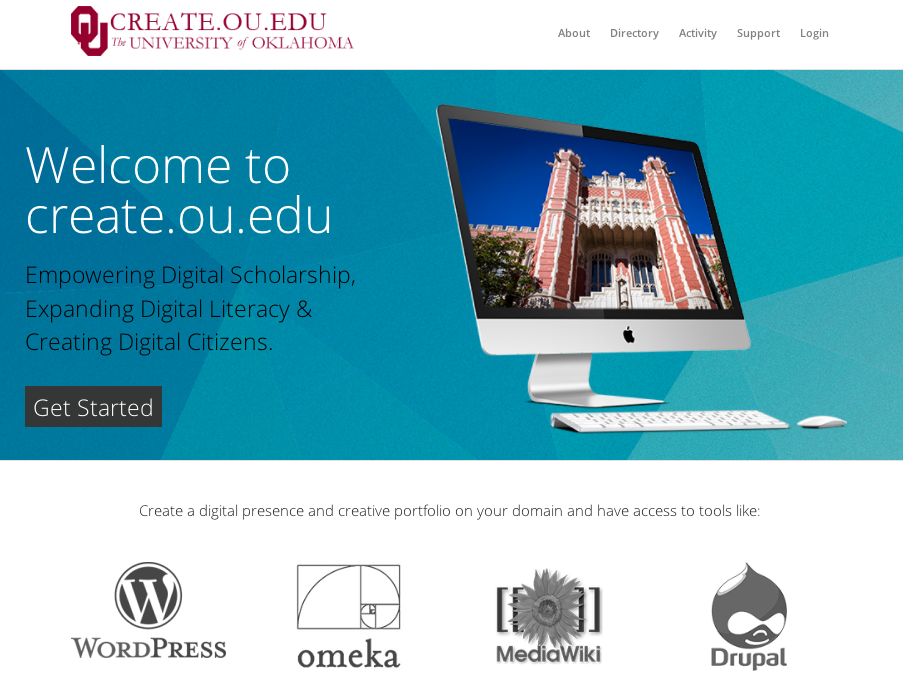 CREATE.OU.EDU
The UNIVERSITY of OKLAHOMA
About Directory Activity Support Login
Welcome to
create.ou.edu
Empowering Digital Scholarship,
Expanding Digital Literacy &
Creating Digital Citizens.
Get Started
Create a digital presence and creative portfolio on your domain and have access to tools like:
WORDPRESS
omeka
[[ ]]
MediaWiki
Drupal